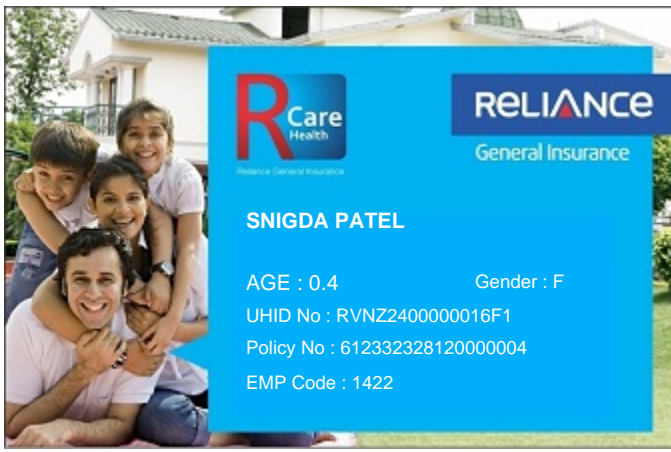 R Care
Health
Reliance General Insurance
RELIANCE
General Insurance
SNIGDA PATEL
AGE : 0.4 Gender : F
UHID No : RVNZ2400000016F1
Policy No : 612332328120000004
EMP Code : 1422